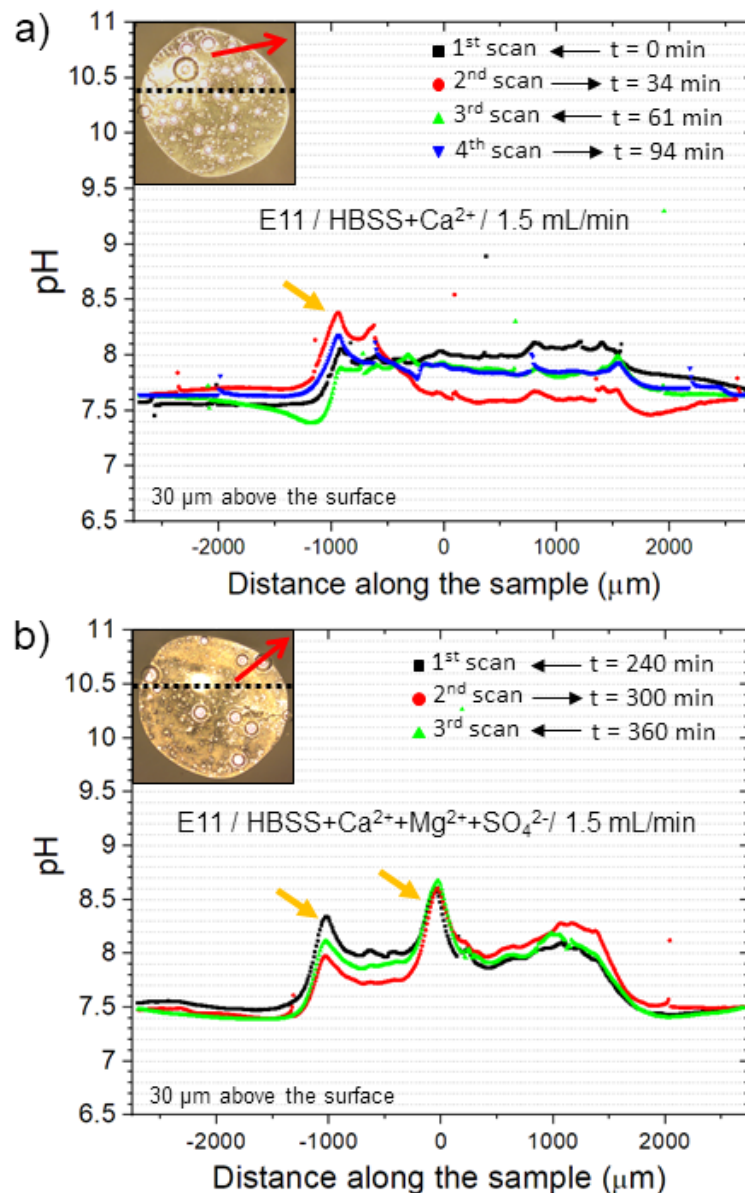 a)
11
10.5
10
9.5
9
8.5
8
7.5
7
6.5
pH
1st scan ← t = 0 min
2nd scan → t = 34 min
3rd scan ← t = 61 min
4th scan → t = 94 min
E11 / HBSS+Ca²⁺/ 1.5 mL/min
30 µm above the surface
-2000 -1000 0 1000 2000
Distance along the sample (µm)
b)
11
10.5
10
9.5
9
8.5
8
7.5
7
6.5
pH
1st scan ← t = 240 min
2nd scan → t = 300 min
3rd scan ← t = 360 min
E11 / HBSS+Ca²⁺+Mg²⁺+SO₄²⁻/ 1.5 mL/min
30 µm above the surface
-2000 -1000 0 1000 2000
Distance along the sample (µm)